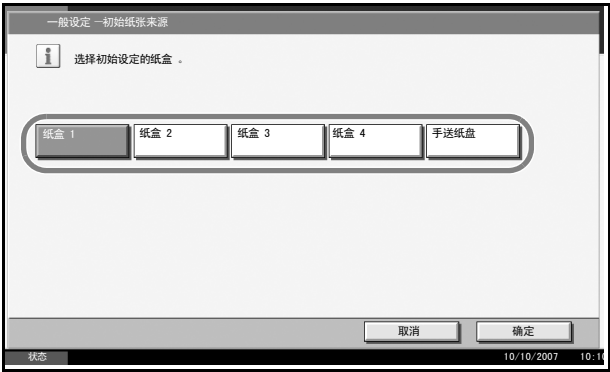 一般设定 -初始纸张来源
选择初始设定的纸盒 。
纸盒 1 纸盒 2 纸盒 3 纸盒 4 手送纸盘
取消 确定
状态 10/10/2007 10:10